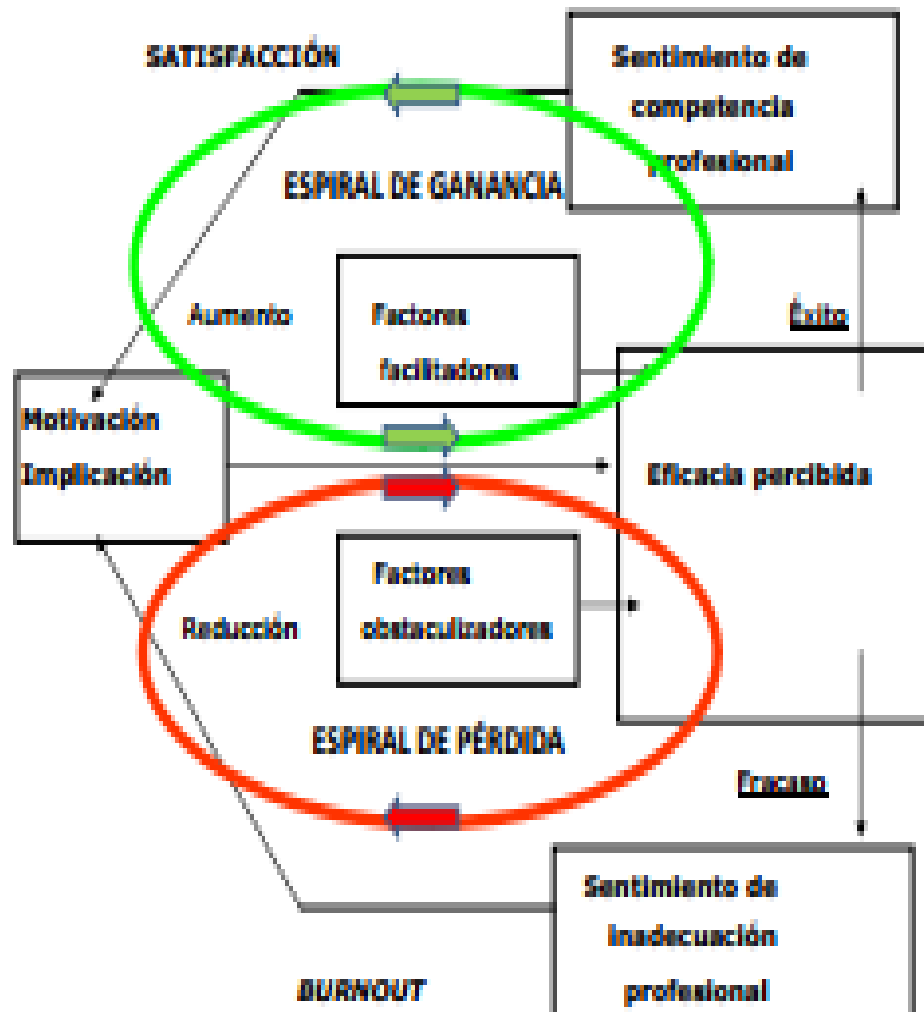 SATISFACCIÓN
Sentimiento de
competencia
profesional
ESPIRAL DE GANANCIA
Aumento
Factores
facilitadores
Éxito
Motivación
Implicación
Eficacia percibida
Factores
obstaculizadores
Reducción
ESPIRAL DE PÉRDIDA
Fracaso
Sentimiento de
inadecuación
profesional
BURNOUT